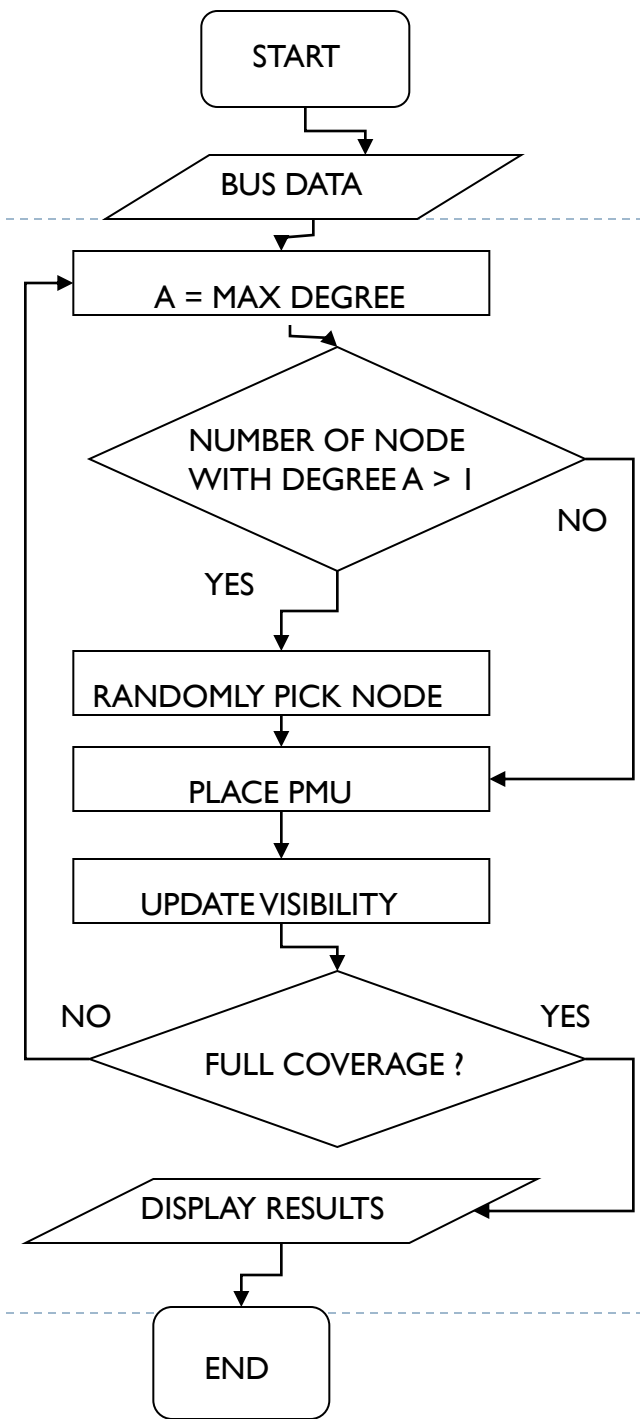 START
BUS DATA
A = MAX DEGREE
NUMBER OF NODE
WITH DEGREE A > 1
NO
YES
RANDOMLY PICK NODE
PLACE PMU
UPDATE VISIBILITY
NO
YES
FULL COVERAGE ?
DISPLAY RESULTS
END